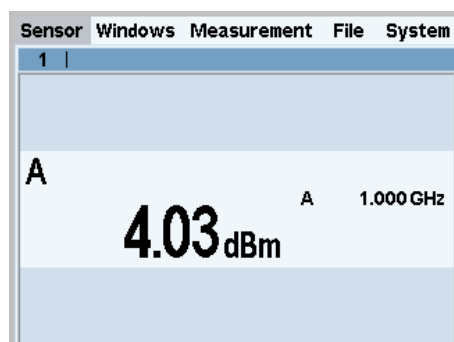 Sensor Windows Measurement File System
1 |
A
A 1.000 GHz
4.03 dBm